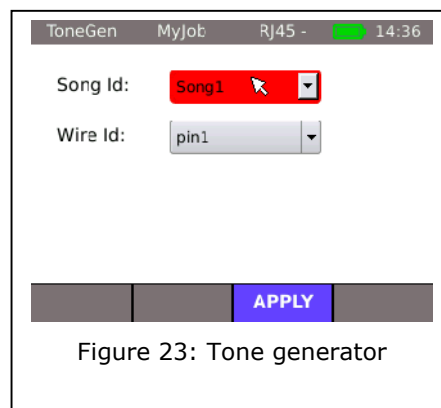 ToneGen MyJob RJ45 - 14:36
Song Id: Song1
Wire Id: pin1
APPLY
Figure 23: Tone generator